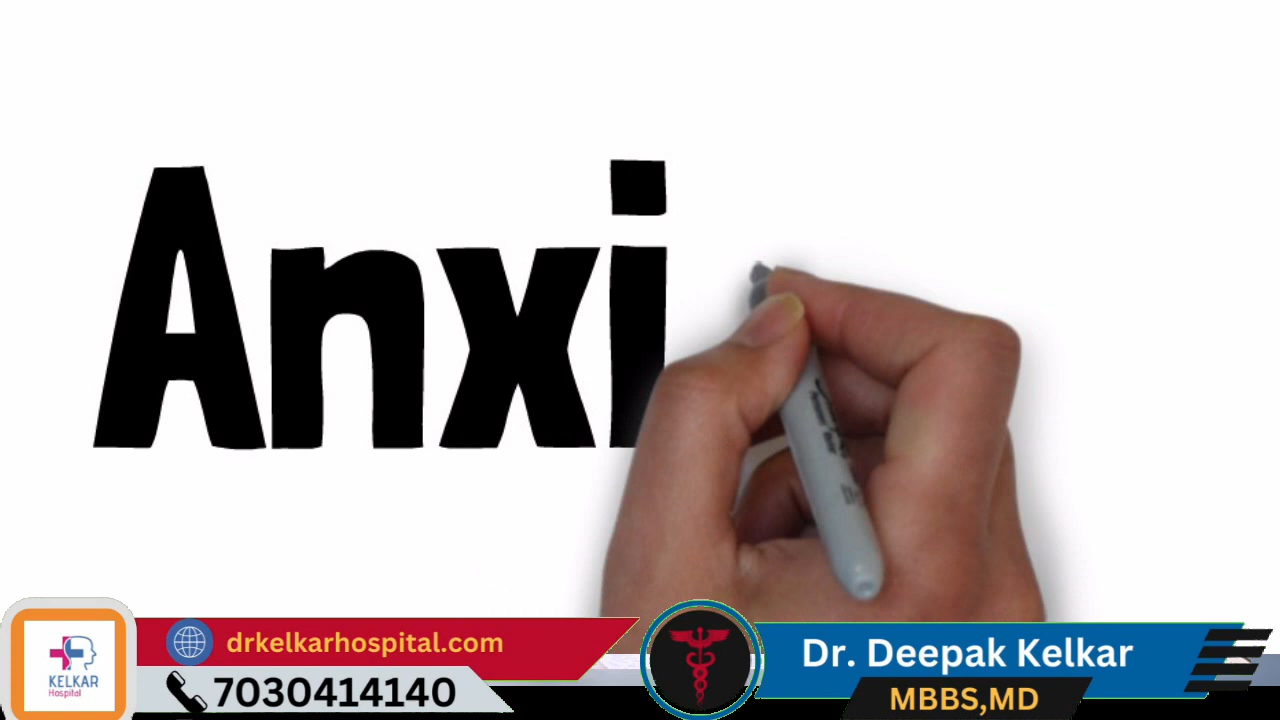 Anxi
drkelkarhospital.com
7030414140
KELKAR
Hospital
Dr. Deepak Kelkar
MBBS,MD